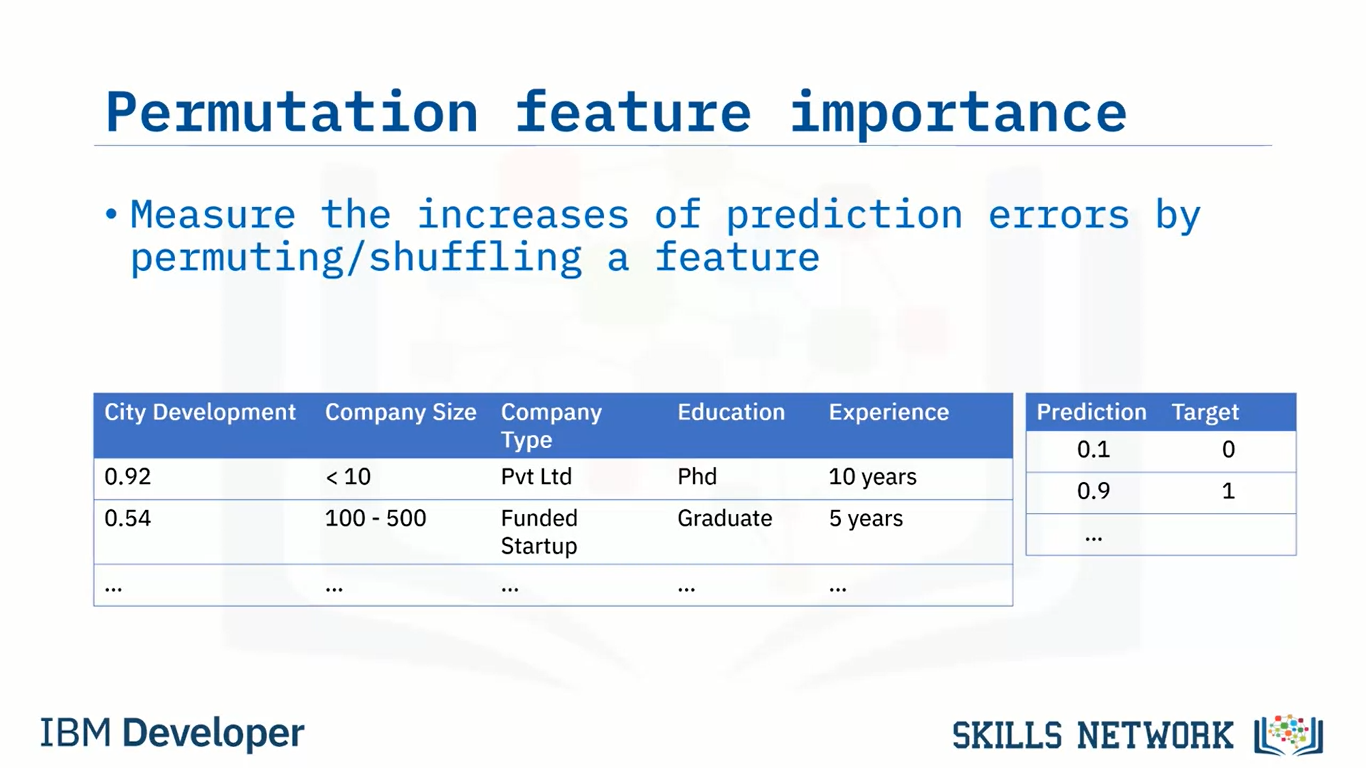 Permutation feature importance
• Measure the increases of prediction errors by
permuting/shuffling a feature
City Development Company Size Company Type Education Experience
0.92 < 10 Pvt Ltd Phd 10 years
0.54 100 - 500 Funded Startup Graduate 5 years
... ... ... ... ...
Prediction Target
0.1 0
0.9 1
...
IBM Developer
SKILLS NETWORK